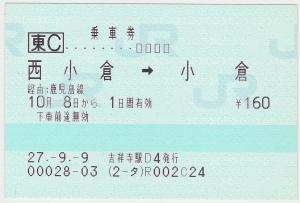 乗車券
東C ........□□□□
西小倉 → 小倉
経由:鹿児島線
10月 8日から 1日間有効 ¥160
下車前途無効
27.-9.-9 吉祥寺駅D4発行
00028-03 (2-タ)R002C24